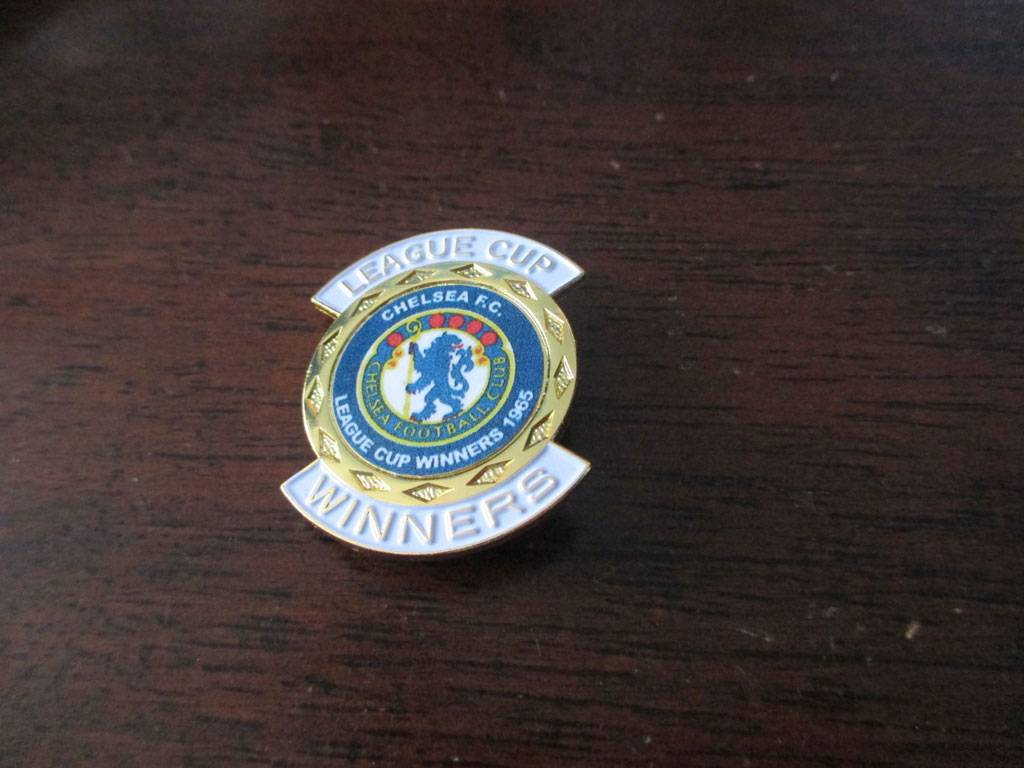 LEAGUE CUP
CHELSEA F.C.
CHELSEA FOOTBALL CLUB
LEAGUE CUP WINNERS 1965
WINNERS